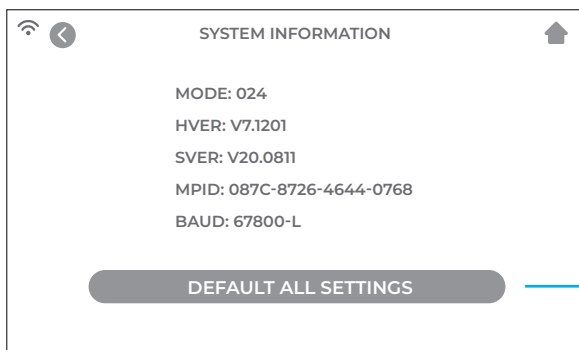 SYSTEM INFORMATION
MODE: 024
HVER: V7.1201
SVER: V20.0811
MPID: 087C-8726-4644-0768
BAUD: 67800-L
DEFAULT ALL SETTINGS